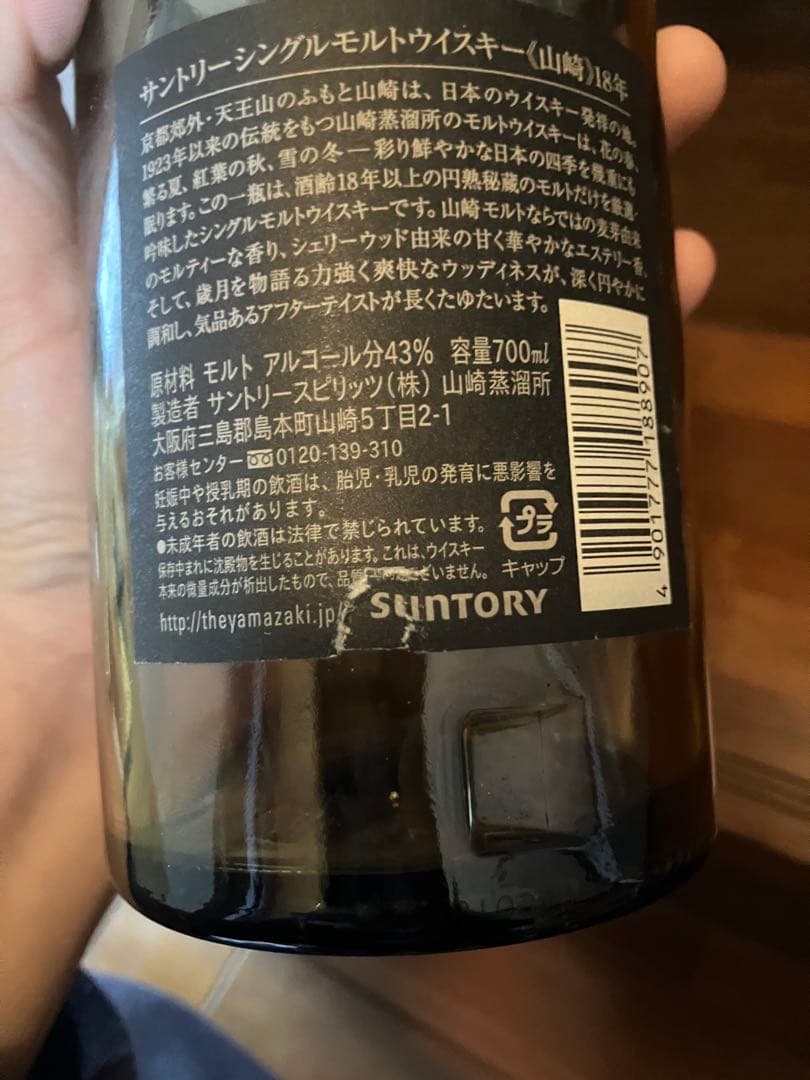 サントリーシングルモルトウイスキー《山崎》18年
京都郊外・天王山のふもと山崎は、日本のウイスキー発祥の地。
1923年以来の伝統をもつ山崎蒸溜所のモルトウイスキーは、花の春、
繁る夏、紅葉の秋、雪の冬―彩り鮮やかな日本の四季を幾重にも
眠ります。この一瓶は、酒齢18年以上の円熟秘蔵のモルトだけを厳選・
吟味したシングルモルトウイスキーです。山崎モルトならではの麦芽由来
のモルティーな香り、シェリーウッド由来の甘く華やかなエステリー香、
そして、歳月を物語る力強く爽快なウッディネスが、深く円やかに
調和し、気品あるアフターテイストが長くたゆたいます。
原材料 モルト アルコール分43% 容量700ml
製造者 サントリースピリッツ(株) 山崎蒸溜所
大阪府三島郡島本町山崎5丁目2-1
お客様センター 0120-139-310
妊娠中や授乳期の飲酒は、胎児・乳児の発育に悪影響を
与えるおそれがあります。
●未成年者の飲酒は法律で禁じられています。
保存中まれに沈殿物を生じることがあります。これは、ウイスキー
本来の微量成分が析出したもので、品質 ございません。
プラ
キャップ
http://theyamazaki.jp/
SUNTORY
4 901777 188907